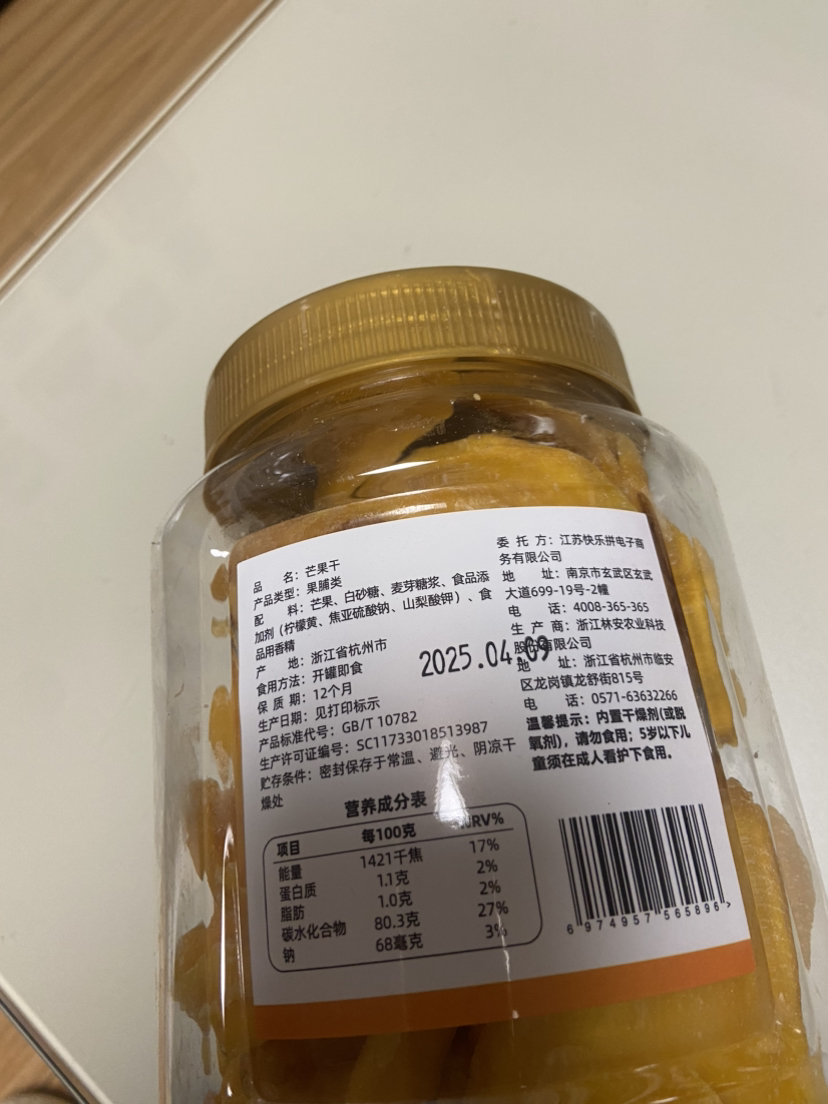 品 名：芒果干
产品类型：果脯类
配 料：芒果、白砂糖、麦芽糖浆、食品添
加剂（柠檬黄、焦亚硫酸钠、山梨酸钾）、食
品用香精
产 地：浙江省杭州市
食用方法：开罐即食
保 质 期：12个月
生产日期：见打印标示
产品标准代号：GB/T 10782
生产许可证编号：SC11733018513987
贮存条件：密封保存于常温、避光、阴凉干
燥处
2025.04.09
委 托 方：江苏快乐拼电子商
务有限公司
地 址：南京市玄武区玄武
大道699-19号-2幢
电 话：4008-365-365
生 产 商：浙江林安农业科技
股份有限公司
地 址：浙江省杭州市临安
区龙岗镇龙舒街815号
电 话：0571-63632266
温馨提示：内置干燥剂(或脱
氧剂)，请勿食用；5岁以下儿
童须在成人看护下食用。
营养成分表
项目 每100克 NRV%
能量 1421千焦 17%
蛋白质 1.1克 2%
脂肪 1.0克 2%
碳水化合物 80.3克 27%
钠 68毫克 3%
6 974957 565896 >